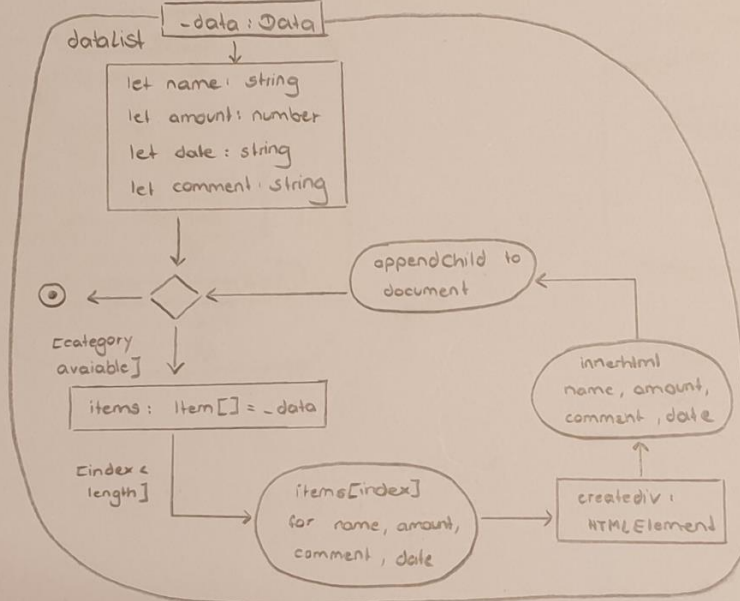 dataList
_data : Data
let name: string
let amount: number
let date : string
let comment: string
appendChild to
document
[category
avaiable]
items: Item[] = _data
innerhtml
name, amount,
comment, date
[index <
length]
items[index]
for name, amount,
comment, date
creatediv:
HTMLElement